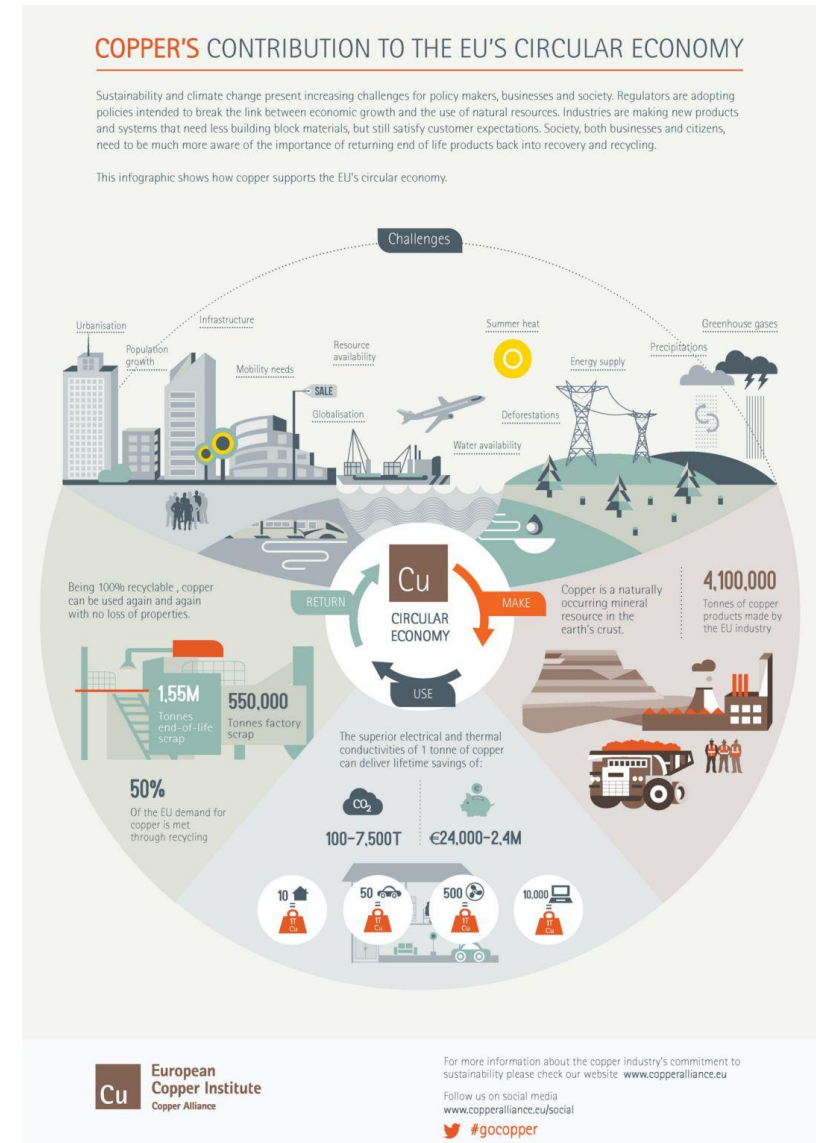 COPPER'S CONTRIBUTION TO THE EU'S CIRCULAR ECONOMY
Sustainability and climate change present increasing challenges for policy makers, businesses and society. Regulators are adopting
policies intended to break the link between economic growth and the use of natural resources. Industries are making new products
and systems that need less building block materials, but still satisfy customer expectations. Society, both businesses and citizens,
need to be much more aware of the importance of returning end of life products back into recovery and recycling.
This infographic shows how copper supports the EU's circular economy.
Challenges
Urbanisation
Population
growth
Infrastructure
Mobility needs
Resource
availability
SALE
Globalisation
Summer heat
Water availability
Deforestations
Energy supply
Precipitations
Greenhouse gases
Cu
CIRCULAR
ECONOMY
RETURN
MAKE
USE
Being 100% recyclable , copper
can be used again and again
with no loss of properties.
1,55M
Tonnes
end-of-life
scrap
550,000
Tonnes factory
scrap
50%
Of the EU demand for
copper is met
through recycling
Copper is a naturally
occurring mineral
resource in the
earth's crust.
4,100,000
Tonnes of copper
products made by
the EU industry
The superior electrical and thermal
conductivities of 1 tonne of copper
can deliver lifetime savings of:
CO2
100-7,500T
€
€24,000-2,4M
10
=
1T
Cu
50
=
1T
Cu
500
=
1T
Cu
10,000
=
1T
Cu
Cu
European
Copper Institute
Copper Alliance
For more information about the copper industry's commitment to
sustainability please check our website www.copperalliance.eu
Follow us on social media
www.copperalliance.eu/social
#gocopper